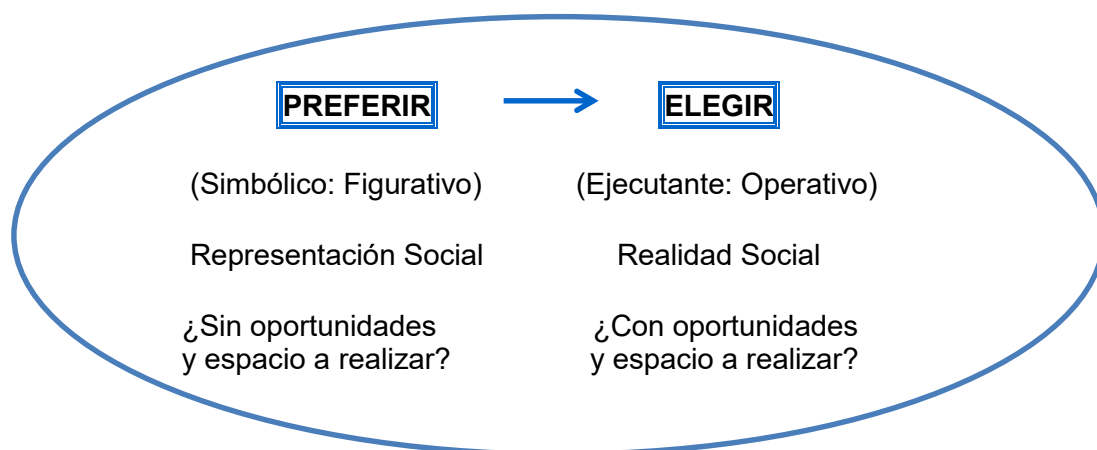 PREFERIR
ELEGIR
(Simbólico: Figurativo)
(Ejecutante: Operativo)
Representación Social
Realidad Social
¿Sin oportunidades
y espacio a realizar?
¿Con oportunidades
y espacio a realizar?